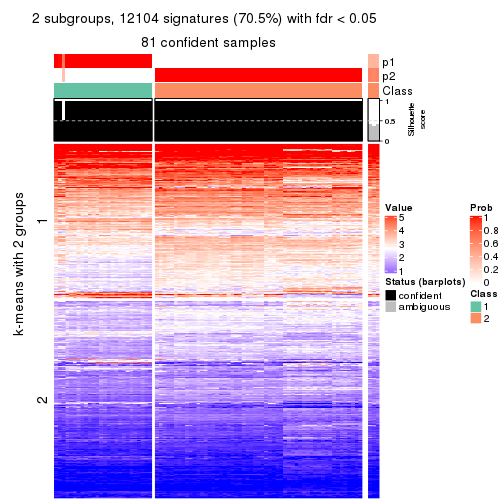 2 subgroups, 12104 signatures (70.5%) with fdr < 0.05
81 confident samples
p1
p2
Class
1
0.5
0
Silhouette
score
k-means with 2 groups
1
2
Value
5
4
3
2
1
Status (barplots)
confident
ambiguous
Prob
1
0.8
0.6
0.4
0.2
0
Class
1
2